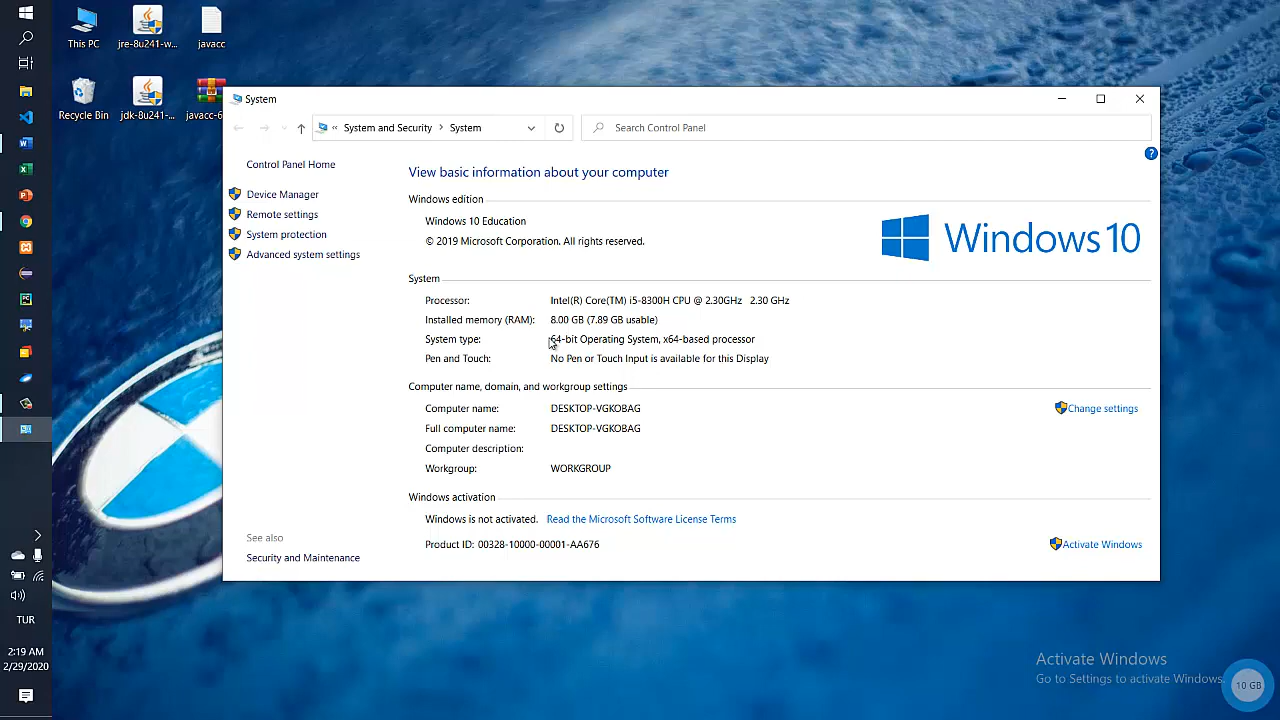 This PC
jre-8u241-w...
javacc
Recycle Bin
jdk-8u241-...
javacc-6
System
« System and Security > System
Search Control Panel
?
Control Panel Home
Device Manager
Remote settings
System protection
Advanced system settings
See also
Security and Maintenance
View basic information about your computer
Windows edition
Windows 10 Education
© 2019 Microsoft Corporation. All rights reserved.
Windows 10
System
Processor: Intel(R) Core(TM) i5-8300H CPU @ 2.30GHz 2.30 GHz
Installed memory (RAM): 8.00 GB (7.89 GB usable)
System type: 64-bit Operating System, x64-based processor
Pen and Touch: No Pen or Touch Input is available for this Display
Computer name, domain, and workgroup settings
Computer name: DESKTOP-VGKOBAG
Change settings
Full computer name: DESKTOP-VGKOBAG
Computer description:
Workgroup: WORKGROUP
Windows activation
Windows is not activated. Read the Microsoft Software License Terms
Product ID: 00328-10000-00001-AA676
Activate Windows
TUR
2:19 AM
2/29/2020
Activate Windows
Go to Settings to activate Windows.
10 GB